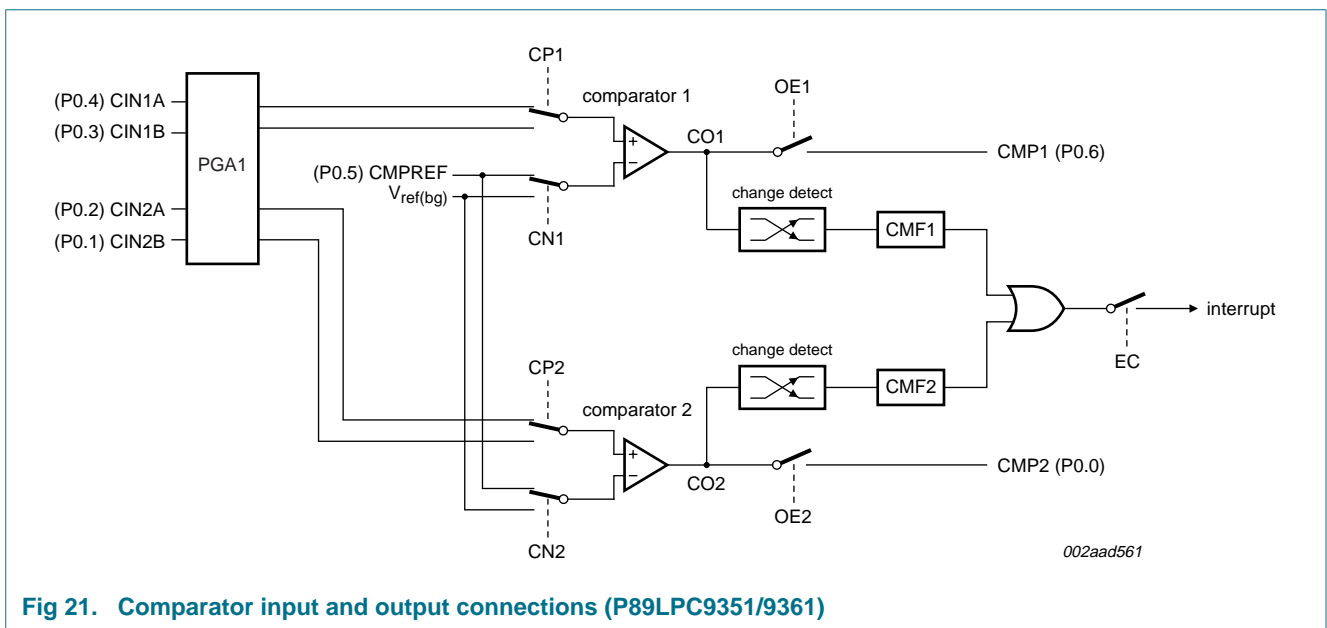 CP1
OE1
(P0.4) CIN1A
comparator 1
(P0.3) CIN1B
CO1
+
CMP1 (P0.6)
PGA1
−
(P0.5) CMPREF
change detect
Vref(bg)
(P0.2) CIN2A
CMF1
(P0.1) CIN2B
CN1
interrupt
change detect
EC
CP2
CMF2
comparator 2
+
CMP2 (P0.0)
−
CO2
OE2
CN2
002aad561
Fig 21. Comparator input and output connections (P89LPC9351/9361)